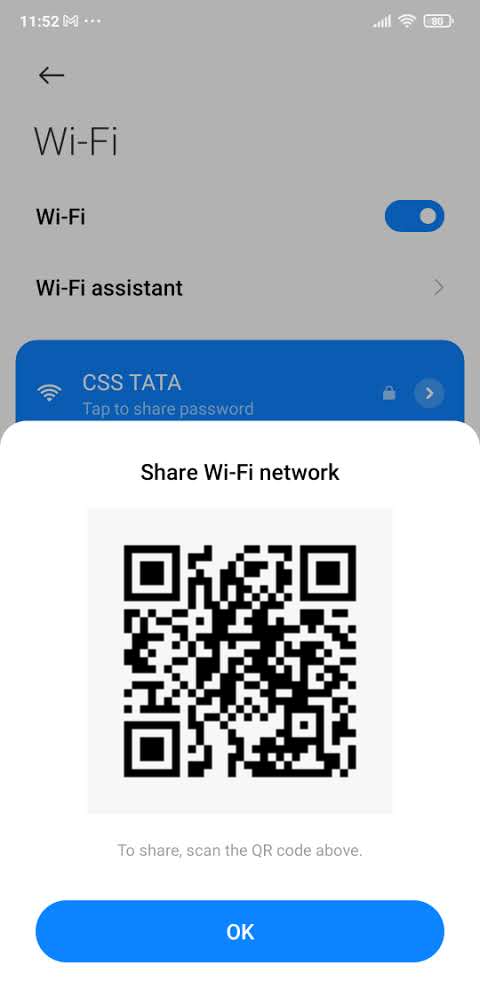 11:52
80
Wi-Fi
Wi-Fi
Wi-Fi assistant
CSS TATA
Tap to share password
Share Wi-Fi network
To share, scan the QR code above.
OK